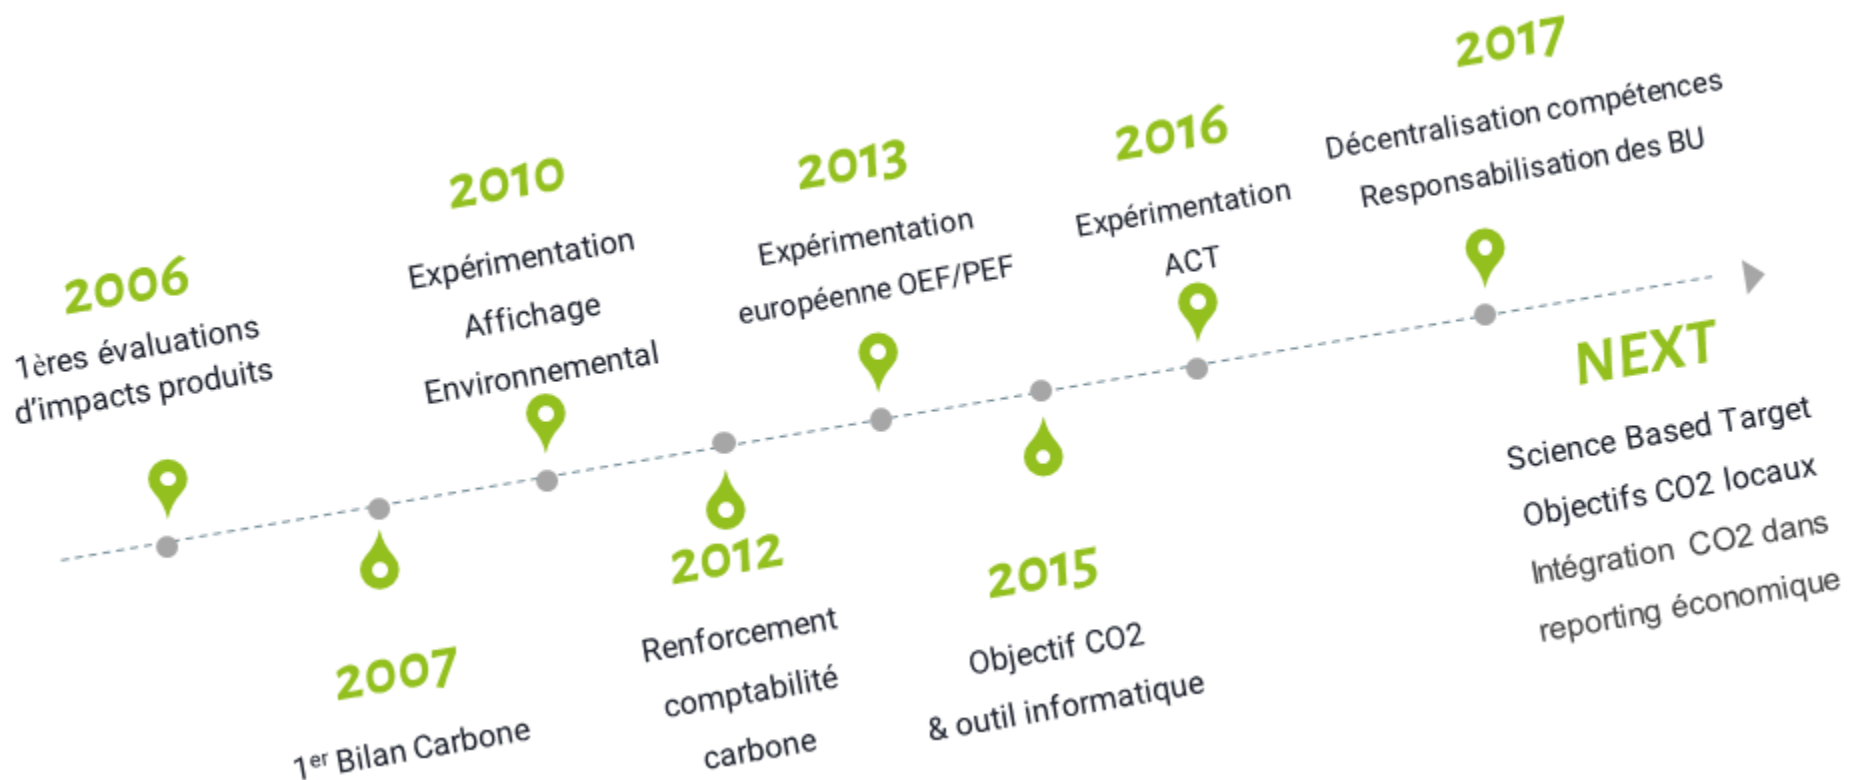 2006
1ères évaluations
d'impacts produits
2007
1er Bilan Carbone
2010
Expérimentation
Affichage
Environnemental
2012
Renforcement
comptabilité
carbone
2013
Expérimentation
européenne OEF/PEF
2015
Objectif CO2
& outil informatique
2016
Expérimentation
ACT
2017
Décentralisation compétences
Responsabilisation des BU
NEXT
Science Based Target
Objectifs CO2 locaux
Intégration CO2 dans
reporting économique